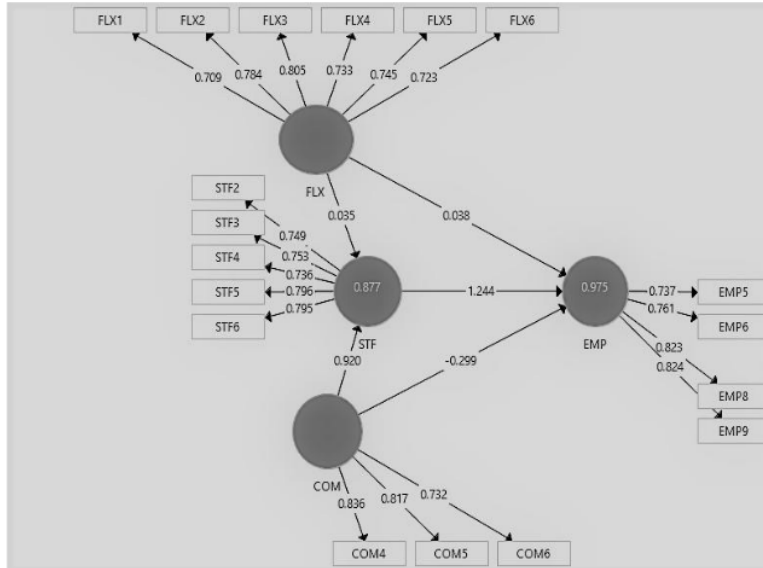 FLX1 FLX2 FLX3 FLX4 FLX5 FLX6
0.709 0.784 0.805 0.733 0.745 0.723
FLX
STF2
STF3
STF4
STF5
STF6
0.749
0.753
0.736
0.796
0.795
0.035
0.038
0.877
STF
1.244
0.975
EMP
0.737
0.761
0.823
0.824
EMP5
EMP6
EMP8
EMP9
0.920
-0.299
COM
0.836 0.817 0.732
COM4 COM5 COM6